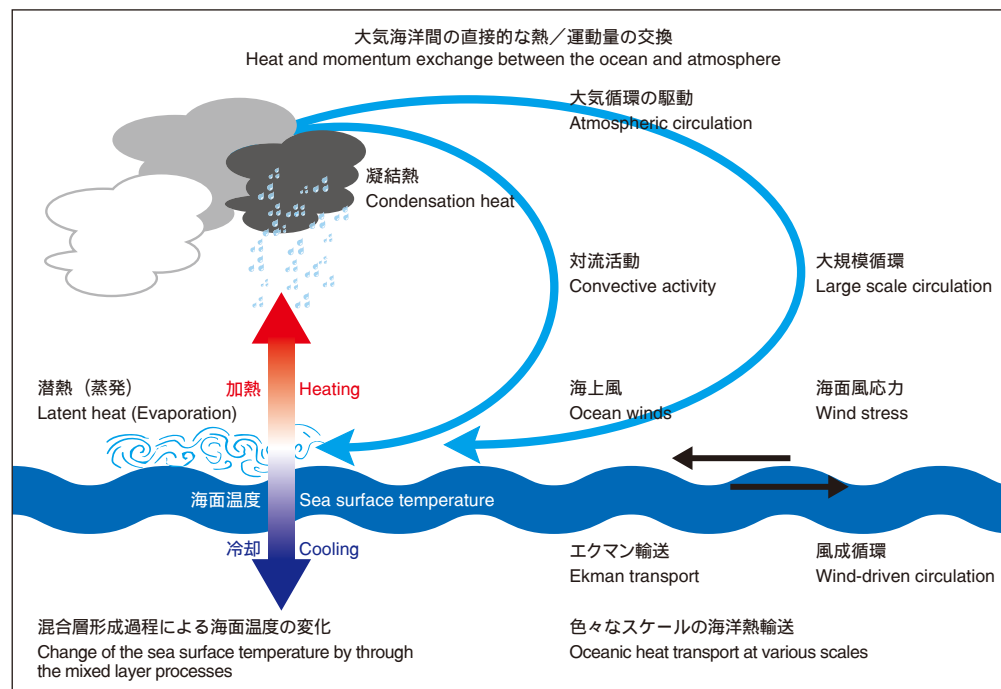 大気海洋間の直接的な熱／運動量の交換
Heat and momentum exchange between the ocean and atmosphere
大気循環の駆動
Atmospheric circulation
凝結熱
Condensation heat
対流活動
Convective activity
大規模循環
Large scale circulation
潜熱（蒸発）
Latent heat (Evaporation)
加熱 Heating
海上風
Ocean winds
海面風応力
Wind stress
海面温度 Sea surface temperature
冷却 Cooling
エクマン輸送
Ekman transport
風成循環
Wind-driven circulation
混合層形成過程による海面温度の変化
Change of the sea surface temperature by through
the mixed layer processes
色々なスケールの海洋熱輸送
Oceanic heat transport at various scales